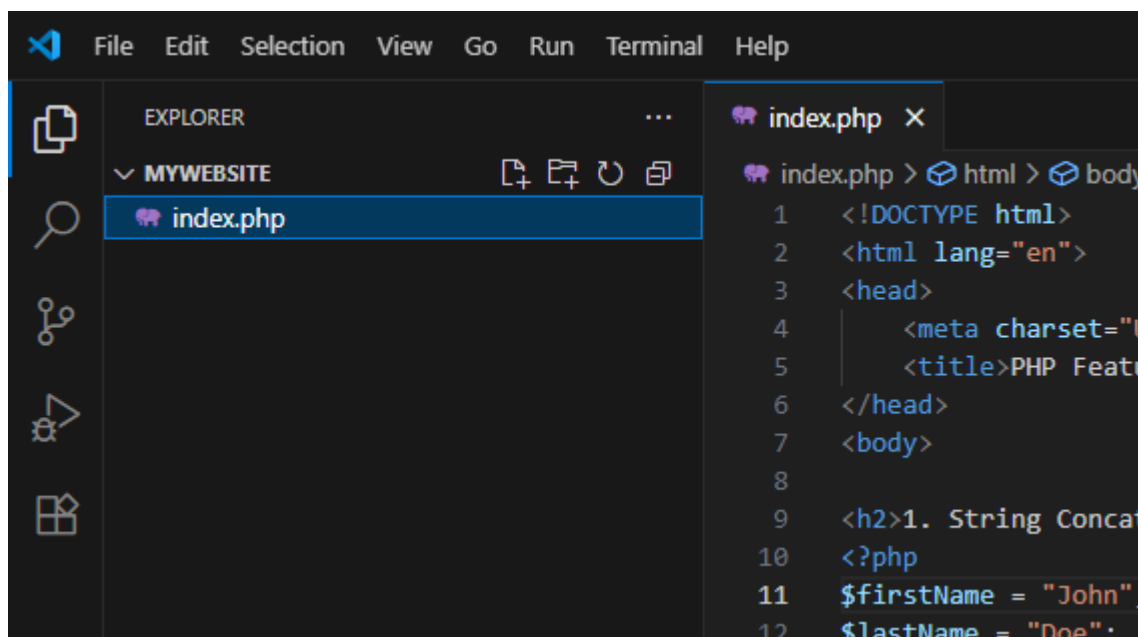 File Edit Selection View Go Run Terminal Help
EXPLORER
MYWEBSITE
index.php
index.php
index.php > html > body
1 <!DOCTYPE html>
2 <html lang="en">
3 <head>
4 <meta charset="
5 <title>PHP Feat
6 </head>
7 <body>
8
9 <h2>1. String Concat
10 <?php
11 $firstName = "John"
12 $lastName = "Doe";